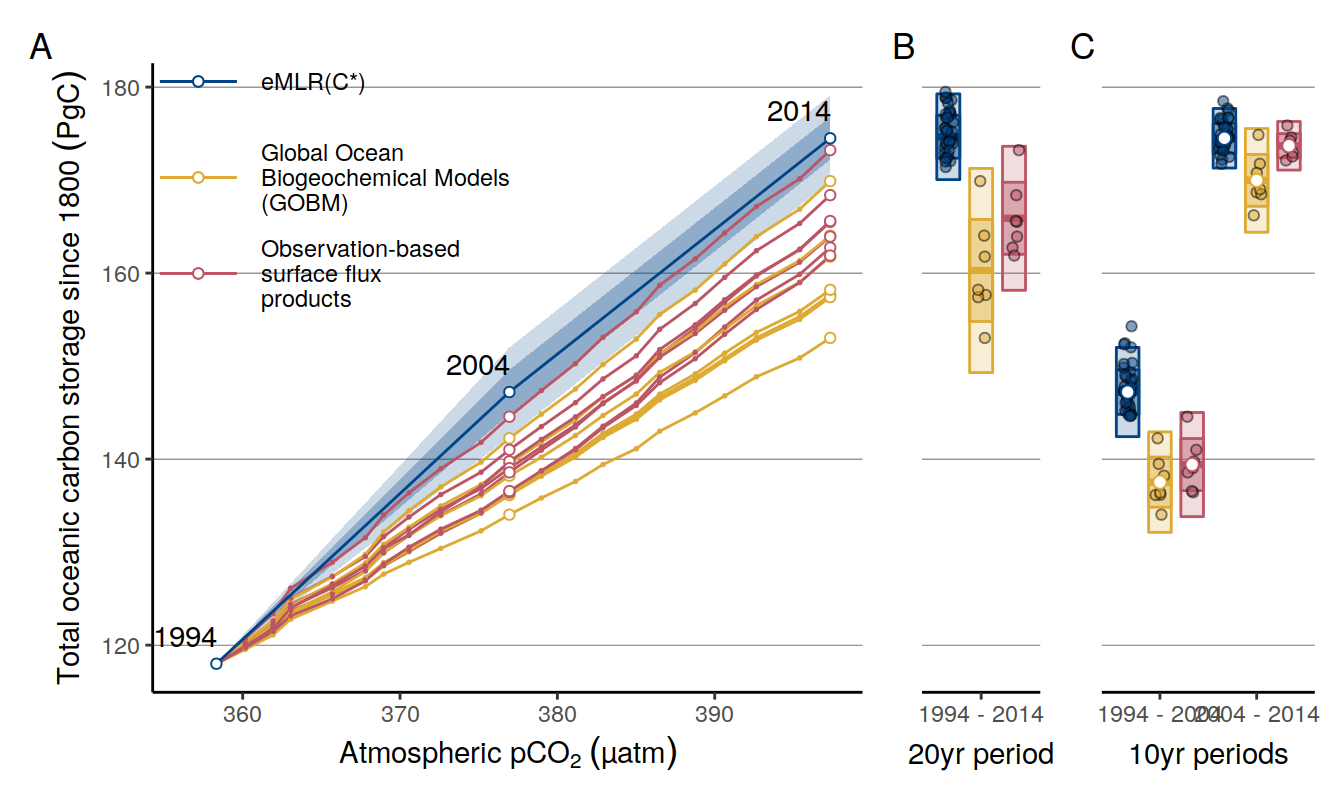 A
B
C
Total oceanic carbon storage since 1800 (PgC)
180
160
140
120
eMLR(C*)
Global Ocean
Biogeochemical Models
(GOBM)
Observation-based
surface flux
products
2014
2004
1994
360
370
380
390
Atmospheric pCO₂ (µatm)
1994 - 2014
20yr period
1994 - 2004
2004 - 2014
10yr periods